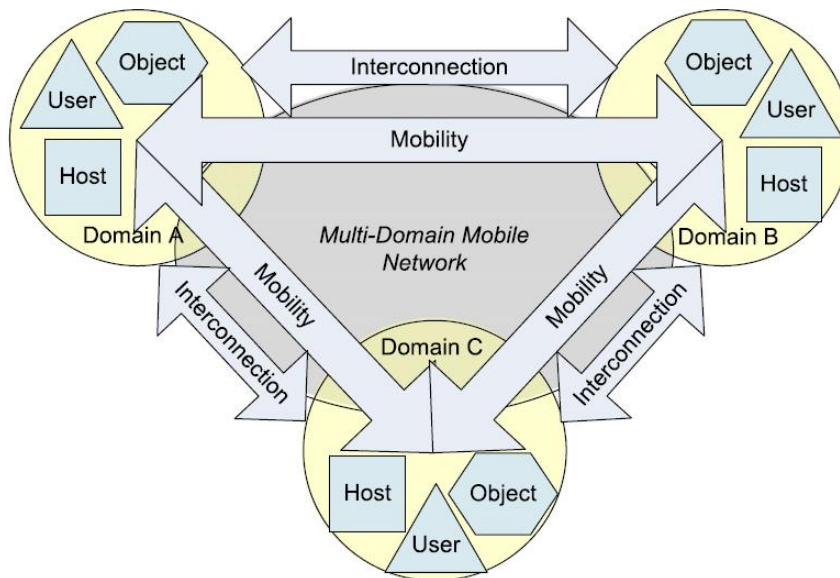 Object
Interconnection
Object
User
User
Mobility
Host
Host
Domain A
Multi-Domain Mobile
Network
Domain B
Mobility
Mobility
Interconnection
Interconnection
Domain C
Host
Object
User